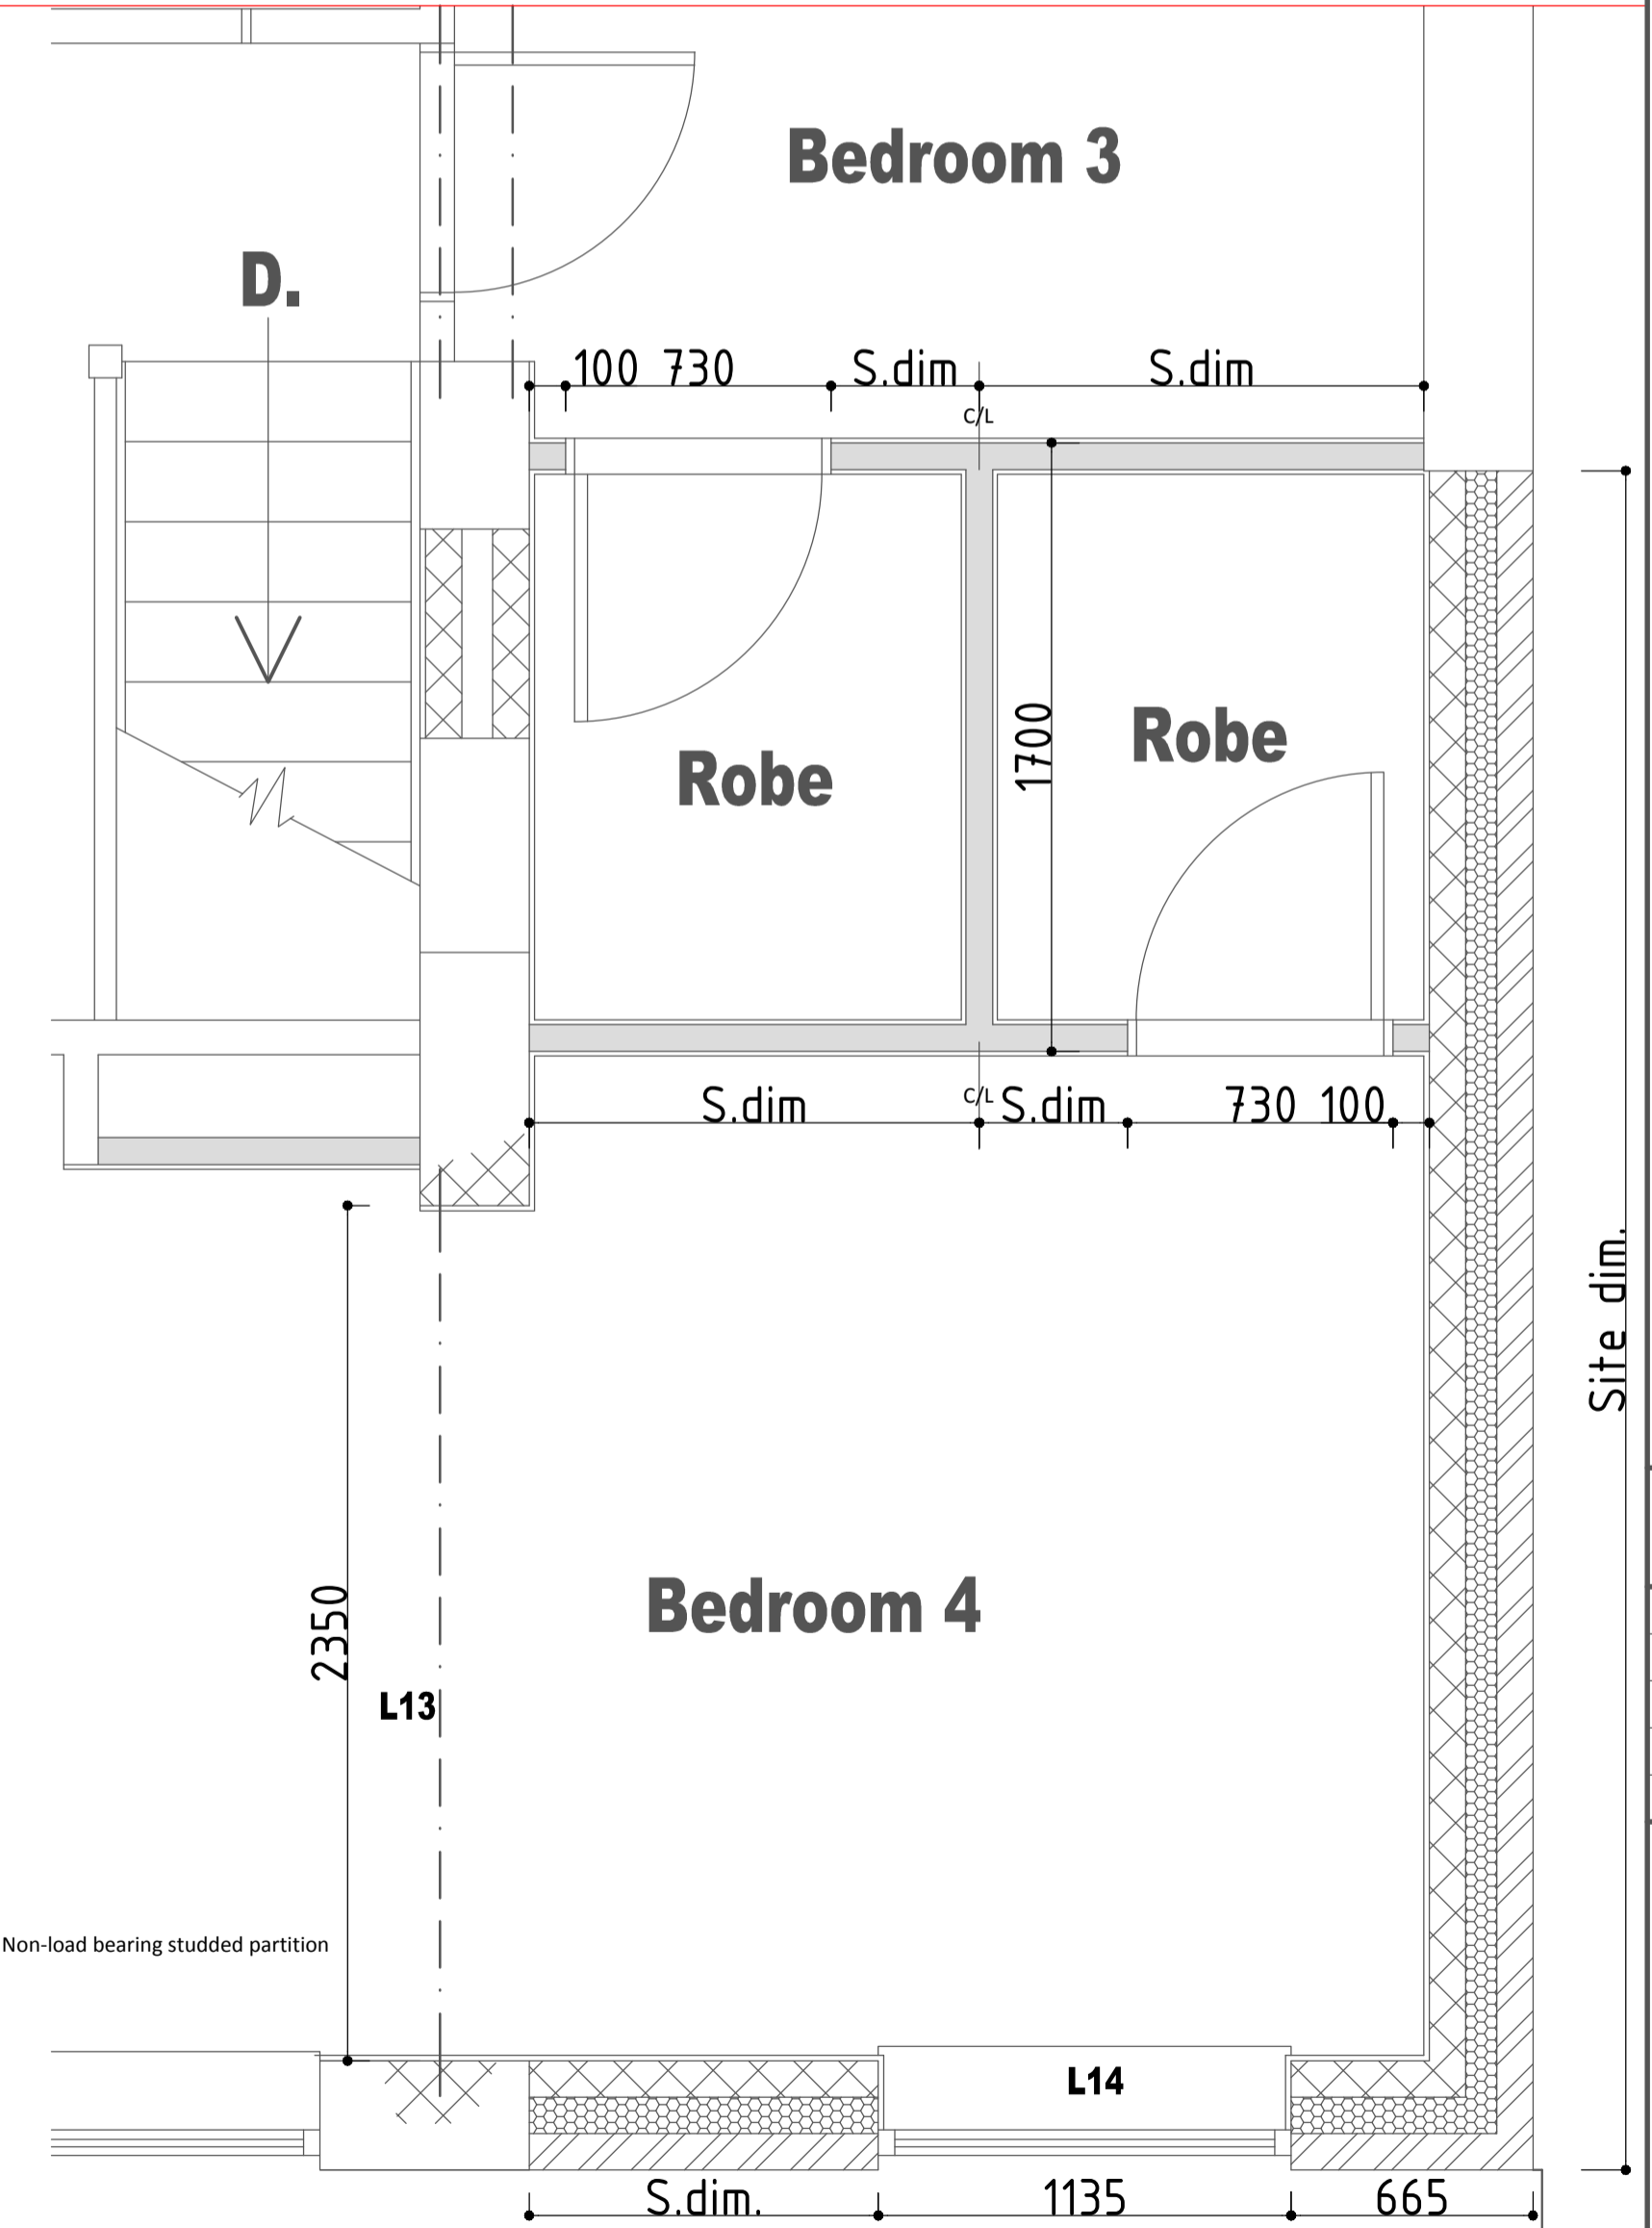 Bedroom 3
D.
100 730 S.dim S.dim
C/L
1700
Robe
Robe
S.dim C/L S.dim 730 100
Site dim.
2350
Bedroom 4
L13
Non-load bearing studded partition
L14
S.dim. 1135 665